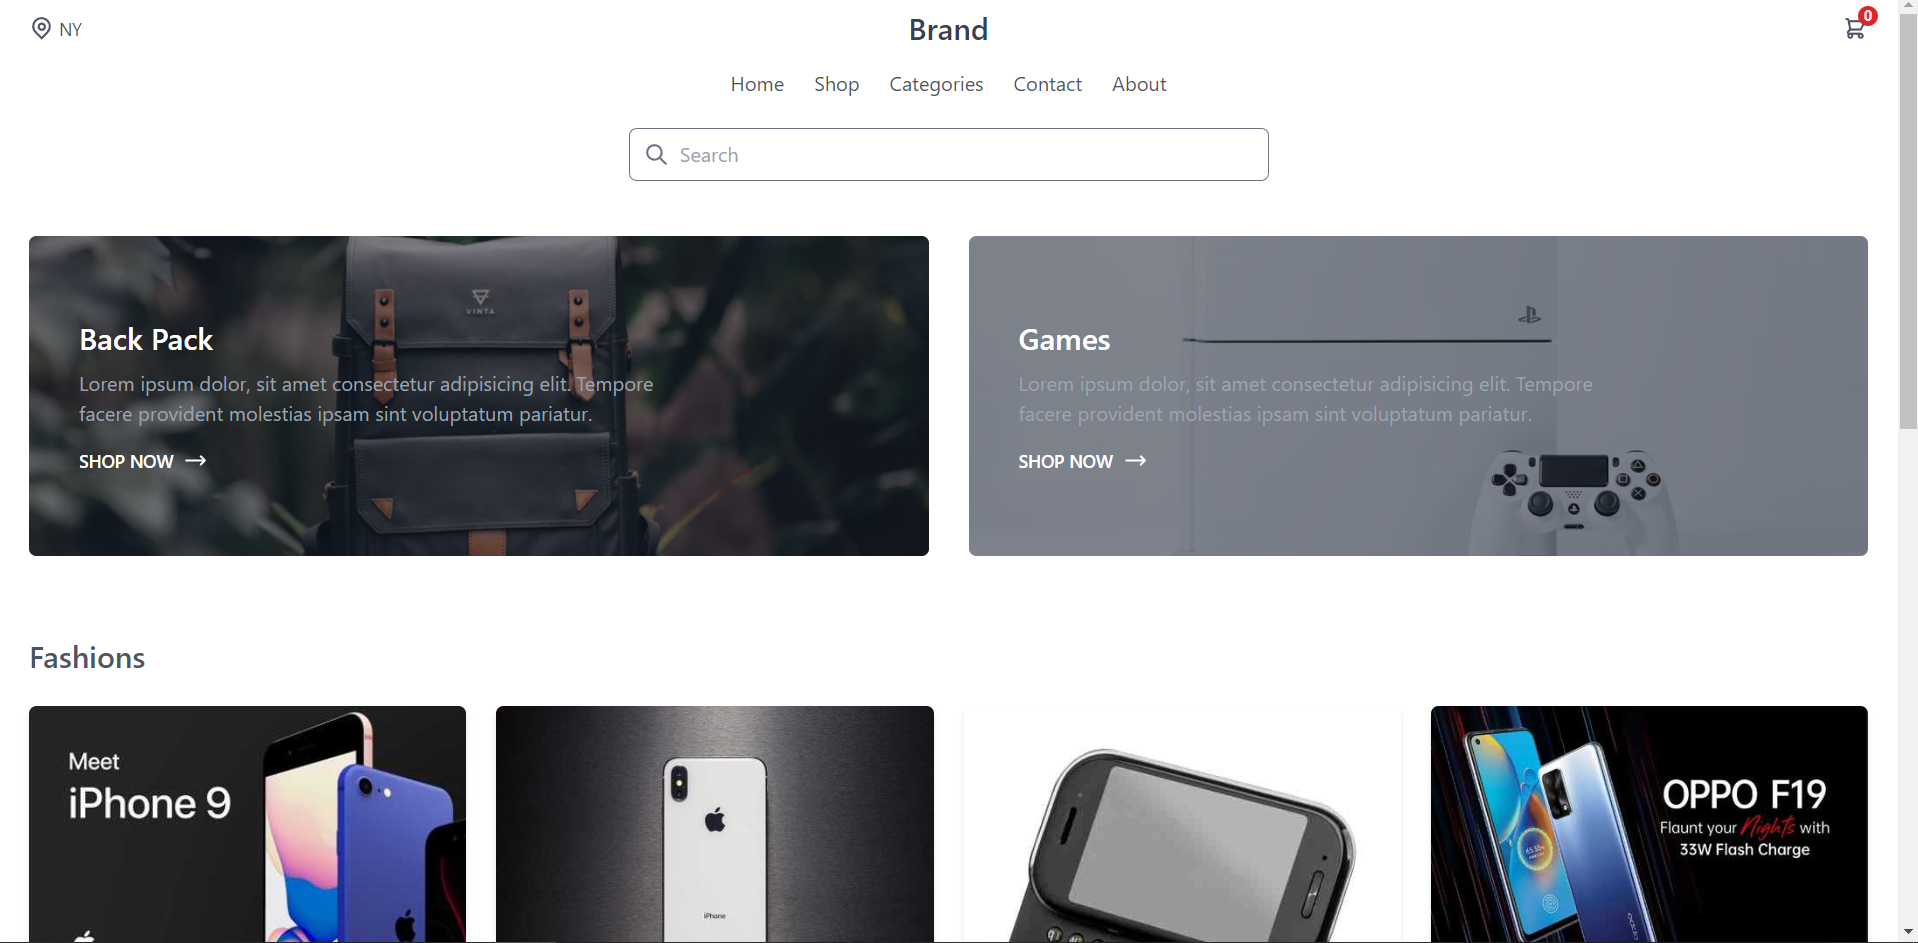 NY
Brand
0
Home Shop Categories Contact About
Search
VINTA
Back Pack
Lorem ipsum dolor, sit amet consectetur adipisicing elit. Tempore
facere provident molestias ipsam sint voluptatum pariatur.
SHOP NOW
Games
Lorem ipsum dolor, sit amet consectetur adipisicing elit. Tempore
facere provident molestias ipsam sint voluptatum pariatur.
SHOP NOW
Fashions
Meet
iPhone 9
iPhone
OPPO F19
Flaunt your Nights with
33W Flash Charge
oppo